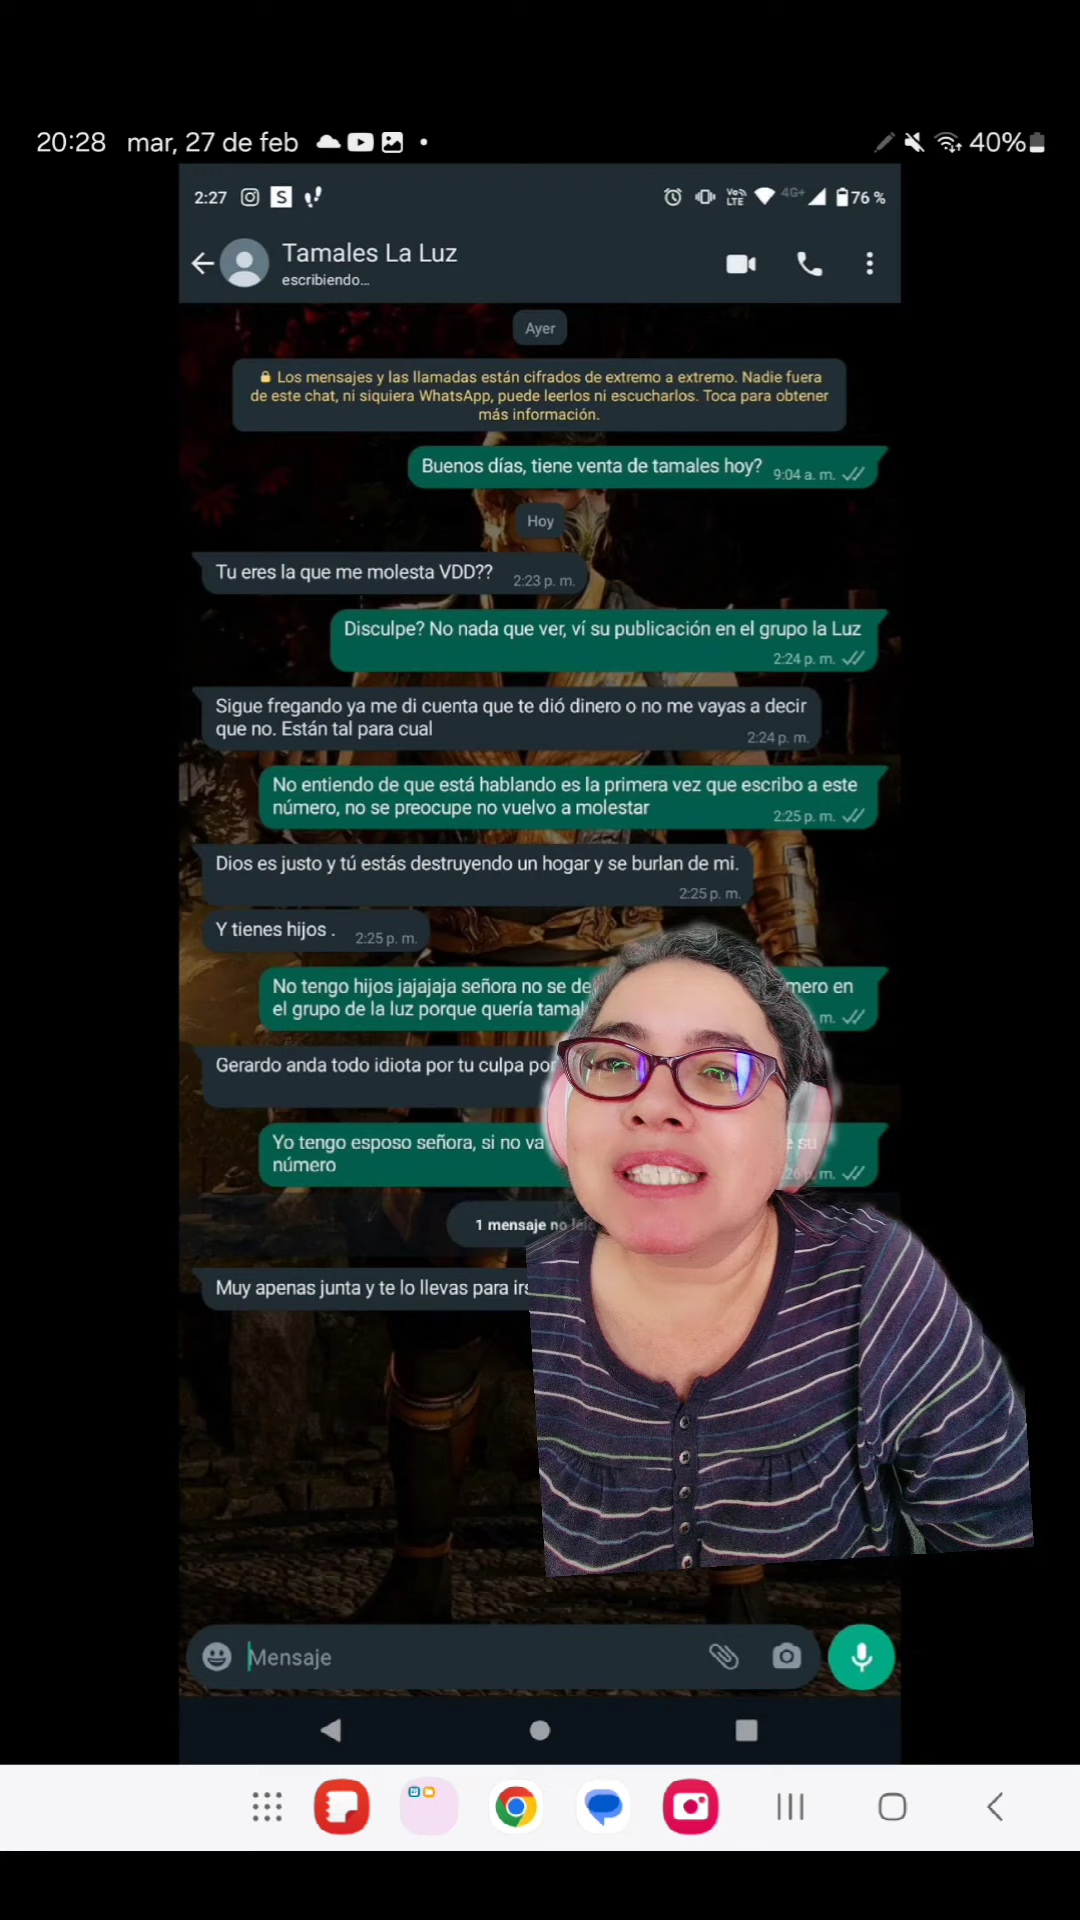 20:28 mar, 27 de feb 40%
2:27 S VoLTE 4G+ 76 %
Tamales La Luz
escribiendo...
Ayer
Los mensajes y las llamadas están cifrados de extremo a extremo. Nadie fuera
de este chat, ni siquiera WhatsApp, puede leerlos ni escucharlos. Toca para obtener
más información.
Buenos días, tiene venta de tamales hoy? 9:04 a. m.
Hoy
Tu eres la que me molesta VDD?? 2:23 p. m.
Disculpe? No nada que ver, ví su publicación en el grupo la Luz
2:24 p. m.
Sigue fregando ya me di cuenta que te dió dinero o no me vayas a decir
que no. Están tal para cual 2:24 p. m.
No entiendo de que está hablando es la primera vez que escribo a este
número, no se preocupe no vuelvo a molestar 2:25 p. m.
Dios es justo y tú estás destruyendo un hogar y se burlan de mi.
2:25 p. m.
Y tienes hijos . 2:25 p. m.
No tengo hijos jajajaja señora no se en
el grupo de la luz porque quería m.
Gerardo anda todo idiota por tu culpa
Yo tengo esposo señora, si no su
número m.
1 mensaje no
Muy apenas junta y te lo llevas para
Mensaje